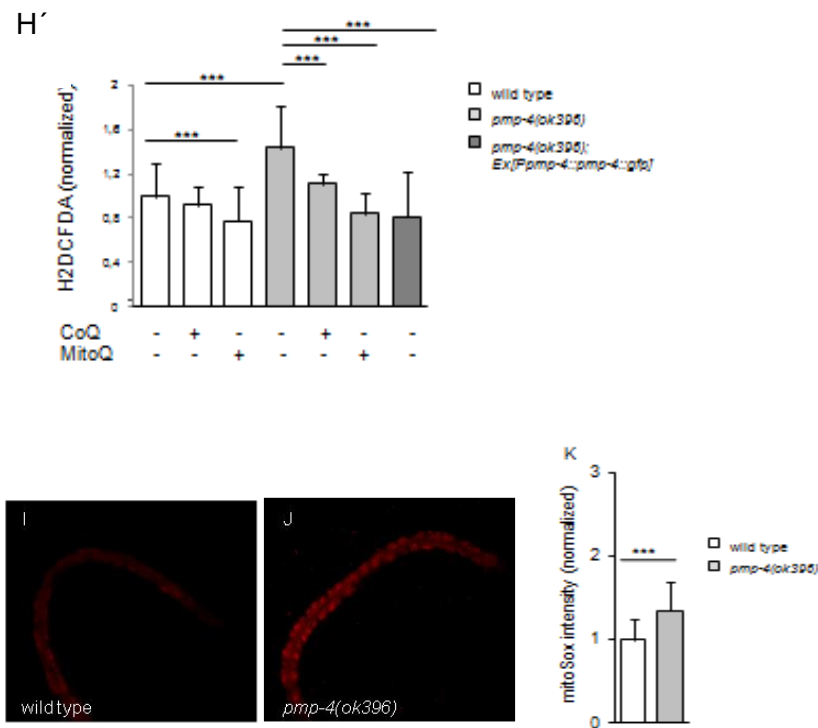 H´
***
***
***
***
***
H2DCFDA (normalized)
2
1,6
1,2
0,8
0,4
0
wild type
pmp-4(ok396)
pmp-4(ok396);
Ex[Ppmp-4::pmp-4::gfp]
CoQ - + - - + - -
MitoQ - - + - - + -
I
wild type
J
pmp-4(ok396)
K
mitoSox intensity (normalized)
3
2
1
0
***
wild type
pmp-4(ok396)